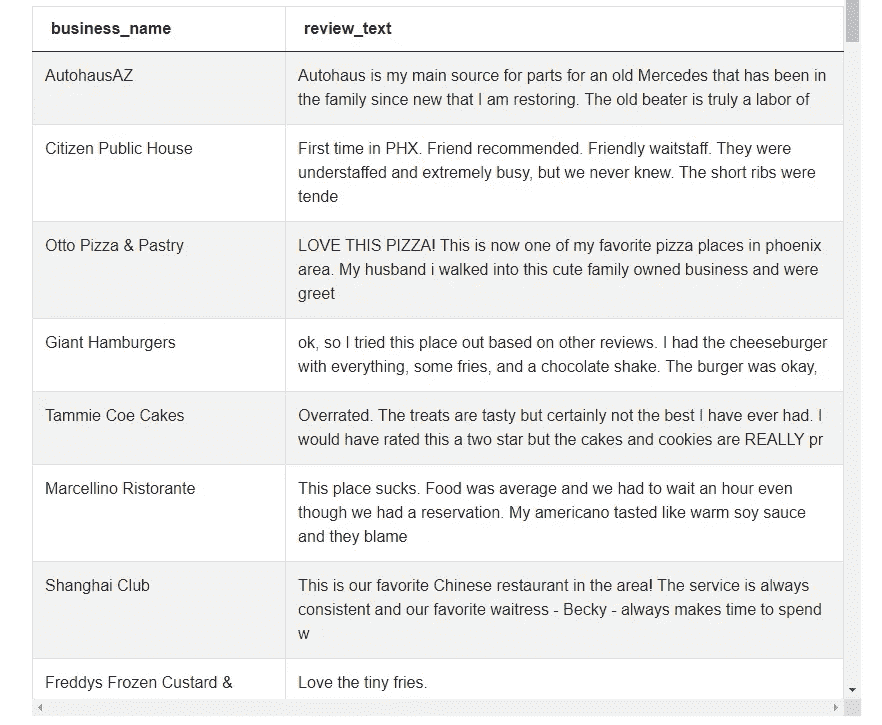 business_name review_text
AutohausAZ Autohaus is my main source for parts for an old Mercedes that has been in
the family since new that I am restoring. The old beater is truly a labor of
Citizen Public House First time in PHX. Friend recommended. Friendly waitstaff. They were
understaffed and extremely busy, but we never knew. The short ribs were
tende
Otto Pizza & Pastry LOVE THIS PIZZA! This is now one of my favorite pizza places in phoenix
area. My husband i walked into this cute family owned business and were
greet
Giant Hamburgers ok, so I tried this place out based on other reviews. I had the cheeseburger
with everything, some fries, and a chocolate shake. The burger was okay,
Tammie Coe Cakes Overrated. The treats are tasty but certainly not the best I have ever had. I
would have rated this a two star but the cakes and cookies are REALLY pr
Marcellino Ristorante This place sucks. Food was average and we had to wait an hour even
though we had a reservation. My americano tasted like warm soy sauce
and they blame
Shanghai Club This is our favorite Chinese restaurant in the area! The service is always
consistent and our favorite waitress - Becky - always makes time to spend
w
Freddys Frozen Custard & Love the tiny fries.